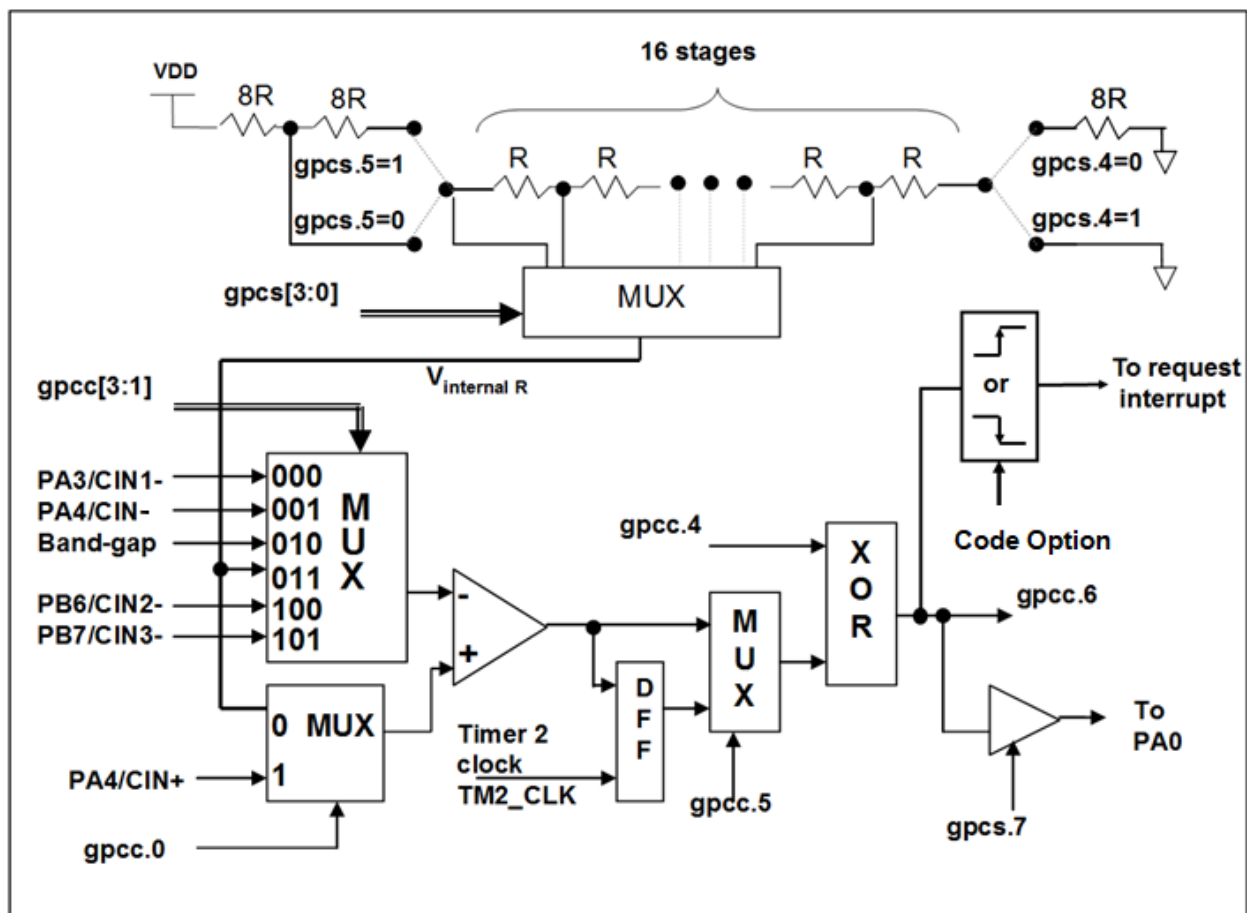 16 stages
VDD
8R
8R
8R
gpcs.5=1
R
R
R
R
gpcs.4=0
gpcs.5=0
gpcs.4=1
gpcs[3:0]
MUX
V internal R
gpcc[3:1]
or
To request
interrupt
Code Option
PA3/CIN1-
PA4/CIN-
Band-gap
PB6/CIN2-
PB7/CIN3-
000
001
010
011
100
101
M
U
X
-
+
gpcc.4
X
O
R
gpcc.6
M
U
X
D
F
F
0 MUX
1
PA4/CIN+
gpcc.0
Timer 2
clock
TM2_CLK
gpcc.5
To
PA0
gpcs.7